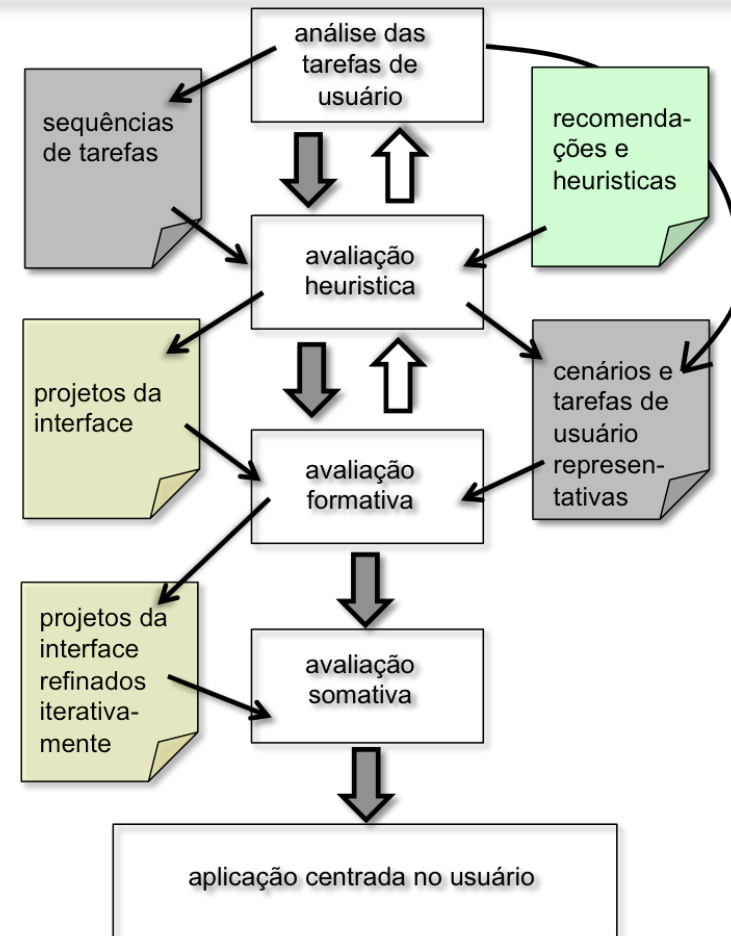 análise das
tarefas de
usuário
sequências
de tarefas
recomenda-
ções e
heuristicas
avaliação
heuristica
projetos da
interface
cenários e
tarefas de
usuário
represen-
tativas
avaliação
formativa
projetos da
interface
refinados
iterativa-
mente
avaliação
somativa
aplicação centrada no usuário